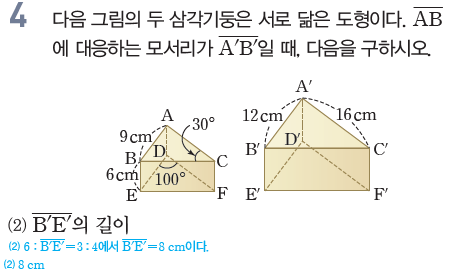 4 다음 그림의 두 삼각기둥은 서로 닮은 도형이다. AB
에 대응하는 모서리가 A′B′일 때, 다음을 구하시오.
A′
A 30° 12 cm 16 cm
9 cm
B D C B′ D′ C′
6 cm 100°
E F E′ F′
(2) B′E′의 길이
(2) 6 : B′E′=3 : 4에서 B′E′=8 cm이다.
(2) 8 cm